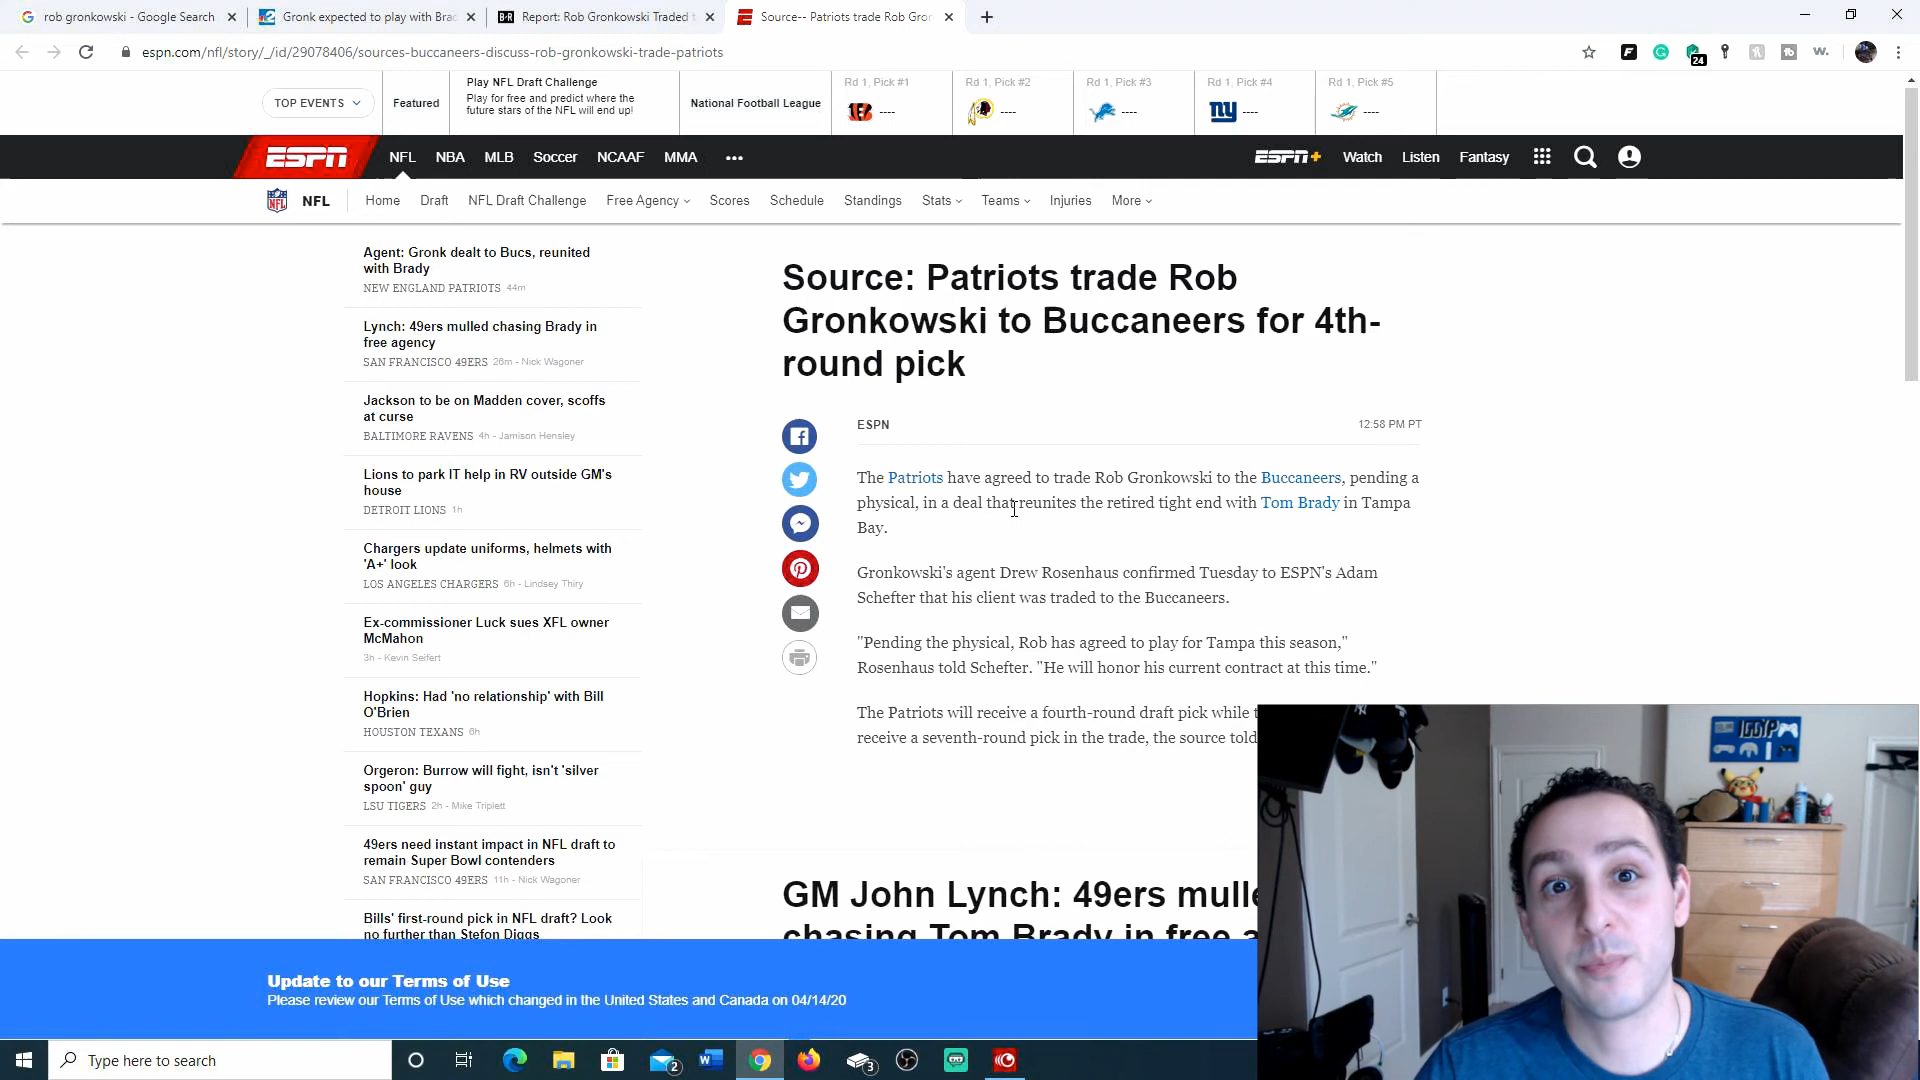 rob gronkowski - Google Search
Gronk expected to play with Brad
B/R
Report: Rob Gronkowski Traded t
Source-- Patriots trade Rob Gron
espn.com/nfl/story/_/id/29078406/sources-buccaneers-discuss-rob-gronkowski-trade-patriots
24
TOP EVENTS
Featured
Play NFL Draft Challenge
Play for free and predict where the
future stars of the NFL will end up!
National Football League
Rd 1, Pick #1
----
Rd 1, Pick #2
----
Rd 1, Pick #3
----
Rd 1, Pick #4
ny
----
Rd 1, Pick #5
----
ESPN
NFL
NBA
MLB
Soccer
NCAAF
MMA
ESPN+
Watch
Listen
Fantasy
NFL
Home
Draft
NFL Draft Challenge
Free Agency
Scores
Schedule
Standings
Stats
Teams
Injuries
More
Agent: Gronk dealt to Bucs, reunited
with Brady
NEW ENGLAND PATRIOTS 44m
Lynch: 49ers mulled chasing Brady in
free agency
SAN FRANCISCO 49ERS 26m - Nick Wagoner
Jackson to be on Madden cover, scoffs
at curse
BALTIMORE RAVENS 4h - Jamison Hensley
Lions to park IT help in RV outside GM's
house
DETROIT LIONS 1h
Chargers update uniforms, helmets with
'A+' look
LOS ANGELES CHARGERS 6h - Lindsey Thiry
Ex-commissioner Luck sues XFL owner
McMahon
3h - Kevin Seifert
Hopkins: Had 'no relationship' with Bill
O'Brien
HOUSTON TEXANS 6h
Orgeron: Burrow will fight, isn't 'silver
spoon' guy
LSU TIGERS 2h - Mike Triplett
49ers need instant impact in NFL draft to
remain Super Bowl contenders
SAN FRANCISCO 49ERS 11h - Nick Wagoner
Bills' first-round pick in NFL draft? Look
no further than Stefon Diggs
Source: Patriots trade Rob
Gronkowski to Buccaneers for 4th-
round pick
ESPN
12:58 PM PT
The Patriots have agreed to trade Rob Gronkowski to the Buccaneers, pending a
physical, in a deal that reunites the retired tight end with Tom Brady in Tampa
Bay.
Gronkowski's agent Drew Rosenhaus confirmed Tuesday to ESPN's Adam
Schefter that his client was traded to the Buccaneers.
"Pending the physical, Rob has agreed to play for Tampa this season,"
Rosenhaus told Schefter. "He will honor his current contract at this time."
The Patriots will receive a fourth-round draft pick while t
receive a seventh-round pick in the trade, the source told
GM John Lynch: 49ers mulle
chasing Tom Brady in free a
Update to our Terms of Use
Please review our Terms of Use which changed in the United States and Canada on 04/14/20
Type here to search
2
3